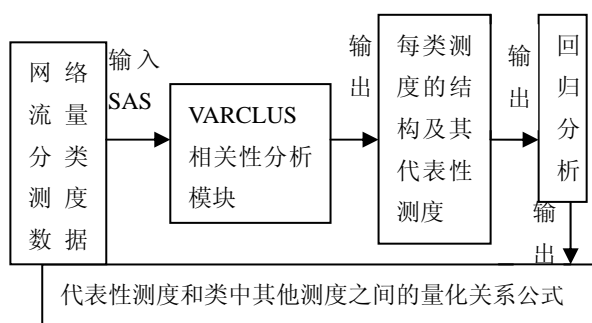 网络
流量
分类
测度
数据
输入
SAS
VARCLUS
相关性分析
模块
输
出
每类测
度的结
构及其
代表性
测度
输
出
回
归
分
析
输
出
代表性测度和类中其他测度之间的量化关系公式